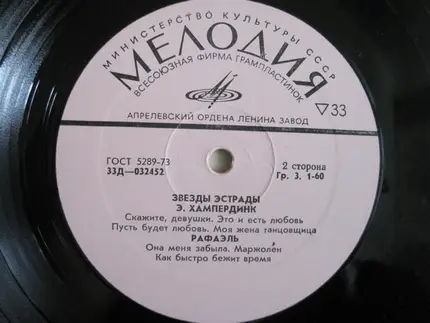 МИНИСТЕРСТВО КУЛЬТУРЫ СССР
МЕЛОДИЯ
ВСЕСОЮЗНАЯ ФИРМА ГРАМПЛАСТИНОК
33
АПРЕЛЕВСКИЙ ОРДЕНА ЛЕНИНА ЗАВОД
ГОСТ 5289-73
33Д—032452
2 сторона
Гр. 3. 1-60
ЗВЕЗДЫ ЭСТРАДЫ
Э. ХАМПЕРДИНК
Скажите, девушки. Это и есть любовь
Пусть будет любовь. Моя жена танцовщица
РАФАЭЛЬ
Она меня забыла. Маржолен
Как быстро бежит время